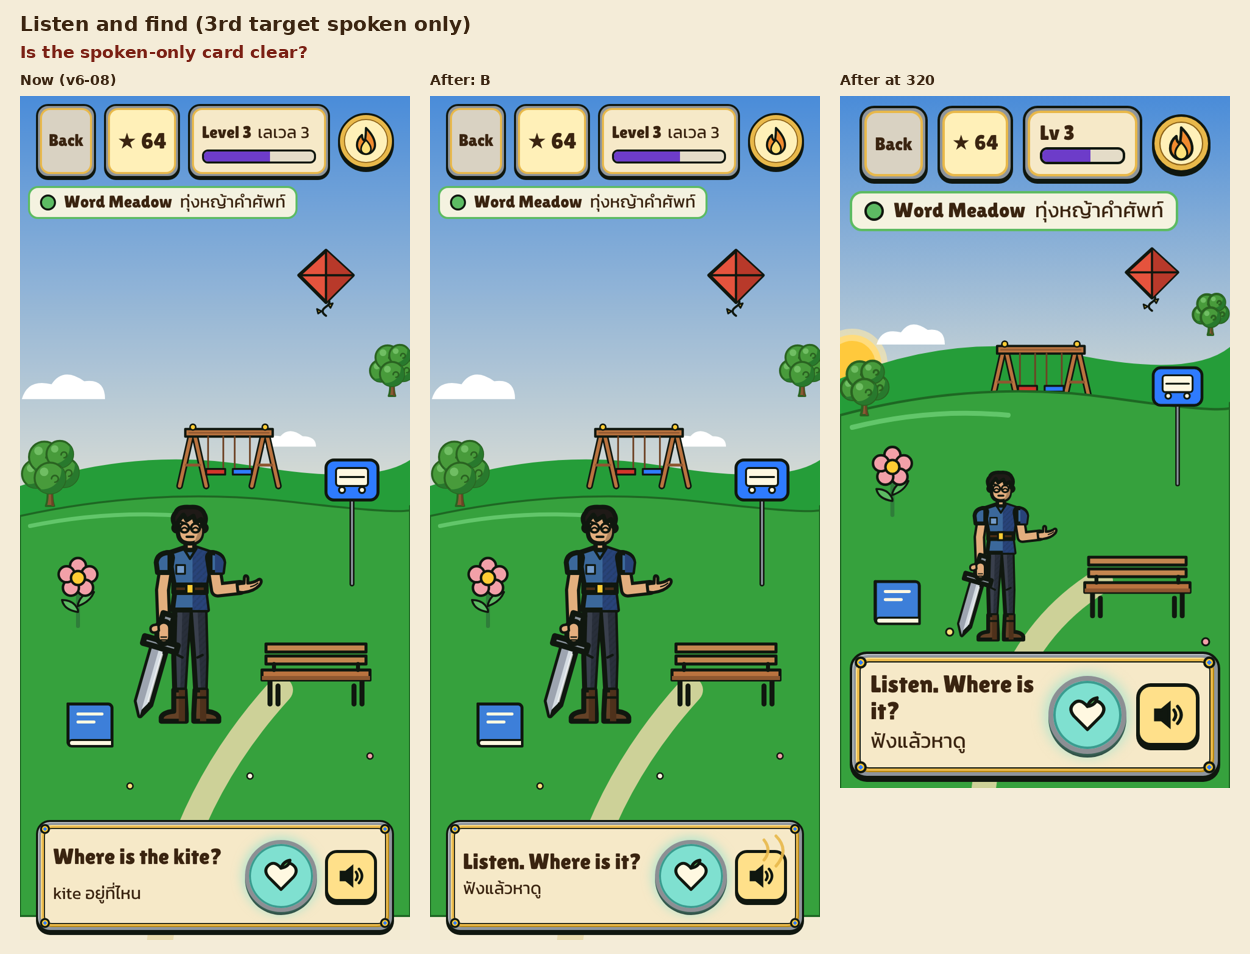 Listen and find (3rd target spoken only)
Is the spoken-only card clear?
Now (v6-08)
Back
★ 64
Level 3 เลเวล 3
Word Meadow ทุ่งหญ้าคำศัพท์
Where is the kite?
kite อยู่ที่ไหน
After: B
Back
★ 64
Level 3 เลเวล 3
Word Meadow ทุ่งหญ้าคำศัพท์
Listen. Where is it?
ฟังแล้วหาดู
After at 320
Back
★ 64
Lv 3
Word Meadow ทุ่งหญ้าคำศัพท์
Listen. Where is
it?
ฟังแล้วหาดู